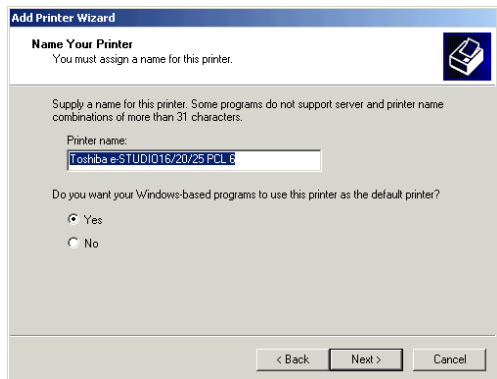 Add Printer Wizard
Name Your Printer
You must assign a name for this printer.
Supply a name for this printer. Some programs do not support server and printer name
combinations of more than 31 characters.
Printer name:
Toshiba e-STUDIO16/20/25 PCL 6
Do you want your Windows-based programs to use this printer as the default printer?
Yes
No
< Back
Next >
Cancel